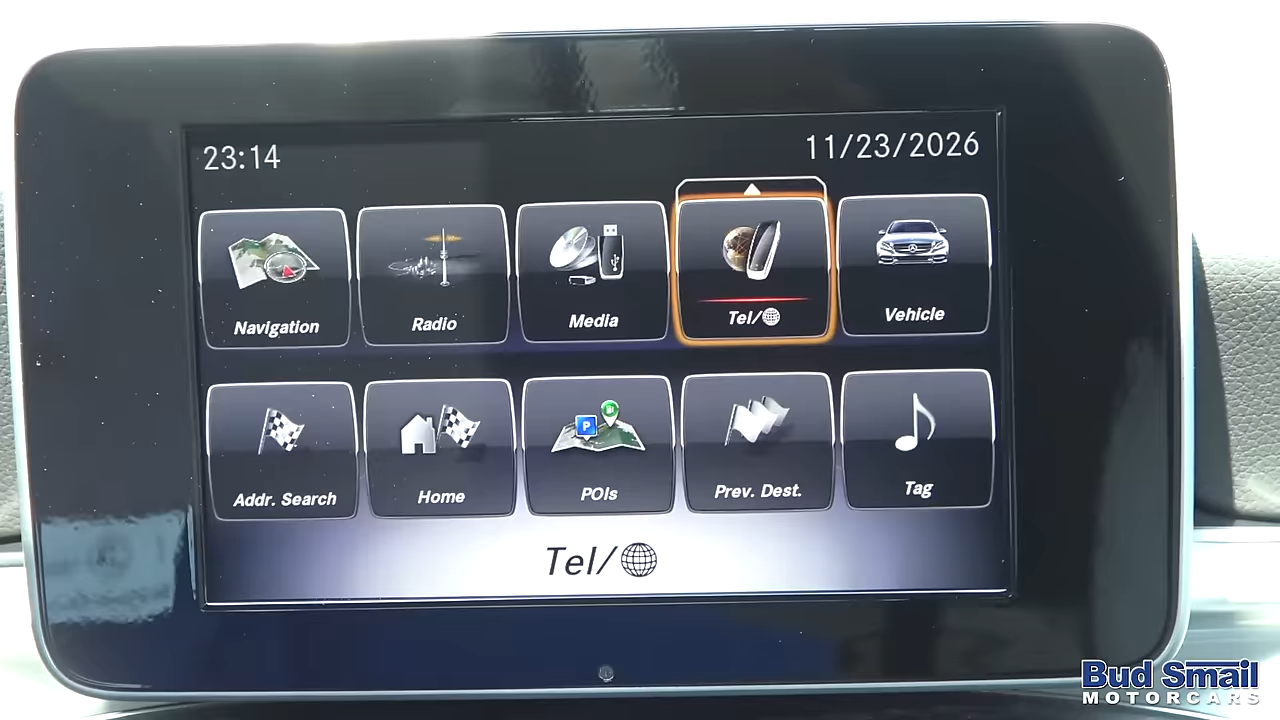 23:14
11/23/2026
Navigation
Radio
Media
Tel/
Vehicle
Addr. Search
Home
P
POIs
Prev. Dest.
Tag
Tel/
Bud Smail
MOTORCARS